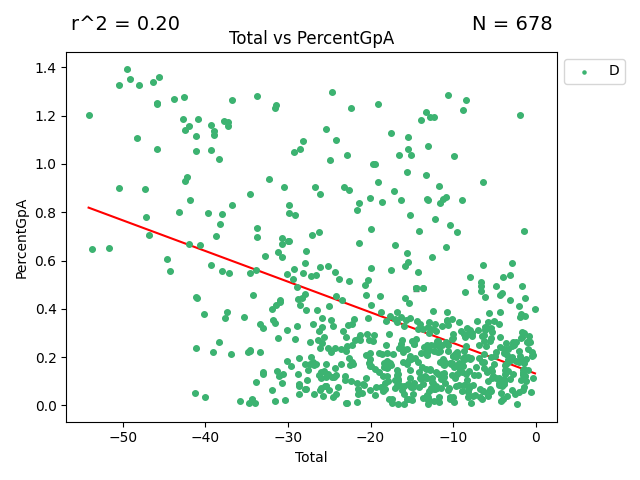 r^2 = 0.20
N = 678
Total vs PercentGpA
D
PercentGpA
1.4
1.2
1.0
0.8
0.6
0.4
0.2
0.0
−50
−40
−30
−20
−10
0
Total